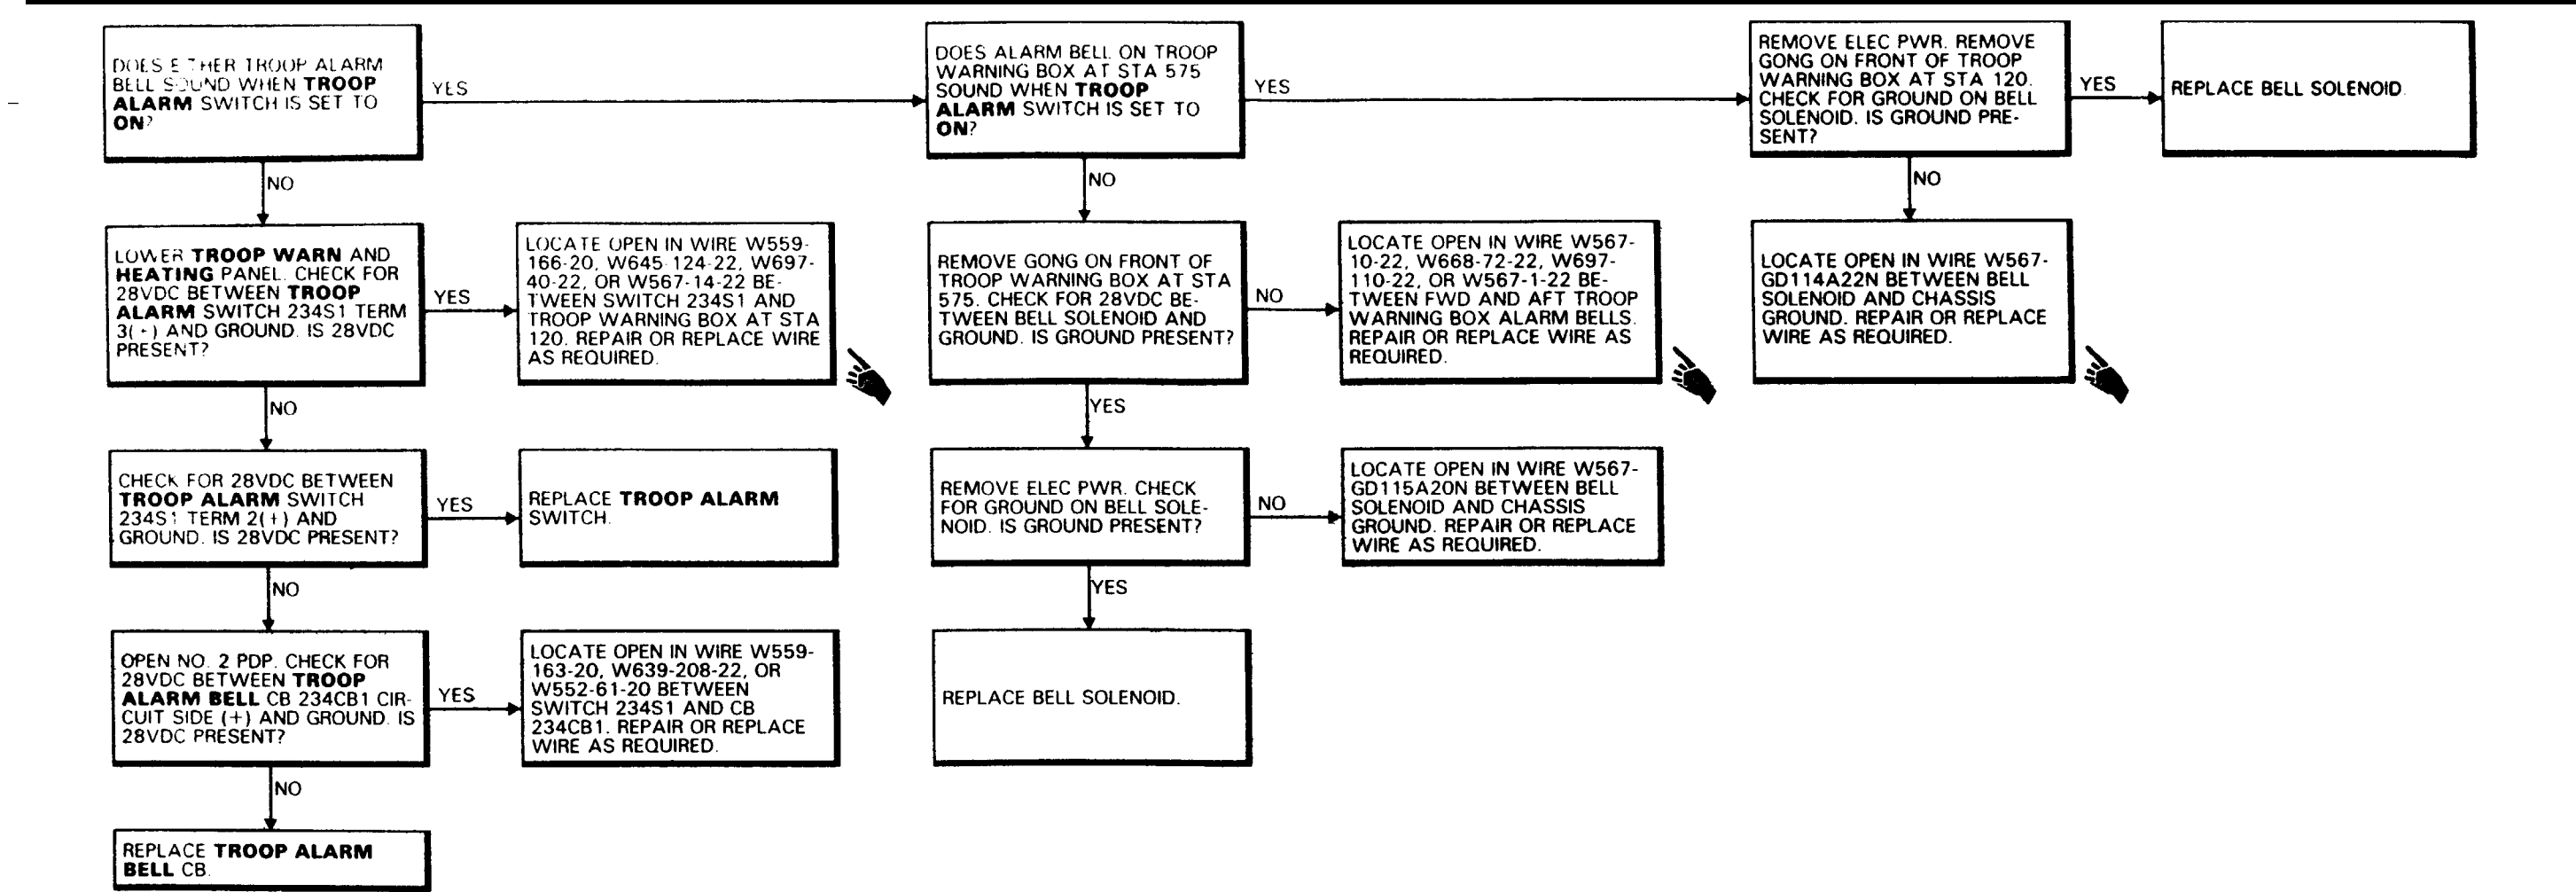 DOES EITHER TROOP ALARM
BELL SOUND WHEN TROOP
ALARM SWITCH IS SET TO
ON?
YES
DOES ALARM BELL ON TROOP
WARNING BOX AT STA 575
SOUND WHEN TROOP
ALARM SWITCH IS SET TO
ON?
YES
REMOVE ELEC PWR. REMOVE
GONG ON FRONT OF TROOP
WARNING BOX AT STA 120.
CHECK FOR GROUND ON BELL
SOLENOID. IS GROUND PRE-
SENT?
YES
REPLACE BELL SOLENOID.
NO
NO
NO
LOWER TROOP WARN AND
HEATING PANEL. CHECK FOR
28VDC BETWEEN TROOP
ALARM SWITCH 234S1 TERM
3(+) AND GROUND. IS 28VDC
PRESENT?
YES
LOCATE OPEN IN WIRE W559-
166-20, W645-124-22, W697-
40-22, OR W567-14-22 BE-
TWEEN SWITCH 234S1 AND
TROOP WARNING BOX AT STA
120. REPAIR OR REPLACE WIRE
AS REQUIRED.
REMOVE GONG ON FRONT OF
TROOP WARNING BOX AT STA
575. CHECK FOR 28VDC BE-
TWEEN BELL SOLENOID AND
GROUND. IS GROUND PRESENT?
NO
LOCATE OPEN IN WIRE W567-
10-22, W668-72-22, W697-
110-22, OR W567-1-22 BE-
TWEEN FWD AND AFT TROOP
WARNING BOX ALARM BELLS.
REPAIR OR REPLACE WIRE AS
REQUIRED.
LOCATE OPEN IN WIRE W567-
GD114A22N BETWEEN BELL
SOLENOID AND CHASSIS
GROUND. REPAIR OR REPLACE
WIRE AS REQUIRED.
NO
YES
CHECK FOR 28VDC BETWEEN
TROOP ALARM SWITCH
234S1 TERM 2(+) AND
GROUND. IS 28VDC PRESENT?
YES
REPLACE TROOP ALARM
SWITCH.
REMOVE ELEC PWR. CHECK
FOR GROUND ON BELL SOLE-
NOID. IS GROUND PRESENT?
NO
LOCATE OPEN IN WIRE W567-
GD115A20N BETWEEN BELL
SOLENOID AND CHASSIS
GROUND. REPAIR OR REPLACE
WIRE AS REQUIRED.
NO
YES
OPEN NO. 2 PDP. CHECK FOR
28VDC BETWEEN TROOP
ALARM BELL CB 234CB1 CIR-
CUIT SIDE (+) AND GROUND. IS
28VDC PRESENT?
YES
LOCATE OPEN IN WIRE W559-
163-20, W639-208-22, OR
W552-61-20 BETWEEN
SWITCH 234S1 AND CB
234CB1. REPAIR OR REPLACE
WIRE AS REQUIRED.
REPLACE BELL SOLENOID.
NO
REPLACE TROOP ALARM
BELL CB.